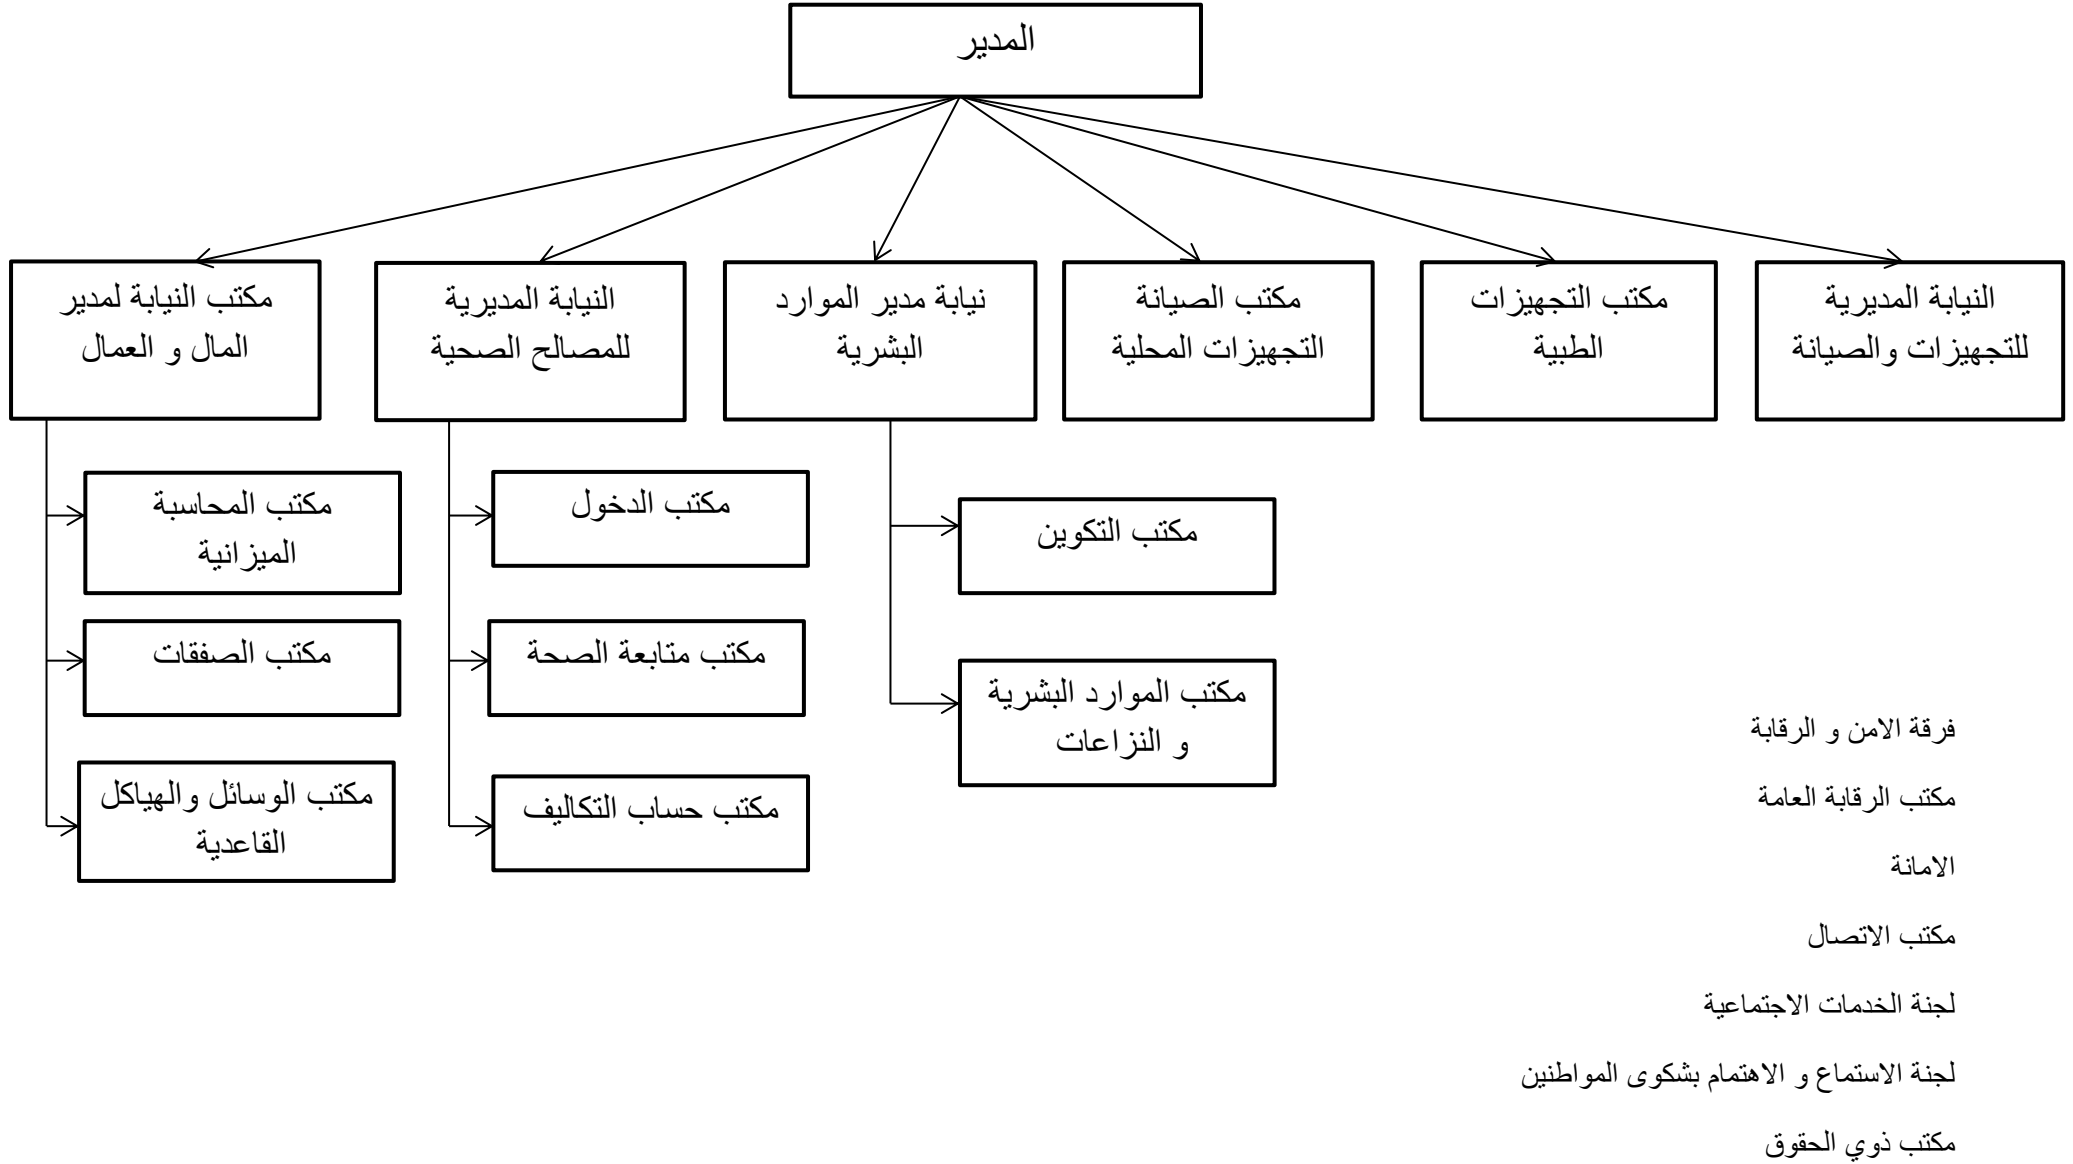 المدير
النيابة المديرية
للتجهيزات والصيانة
مكتب التجهيزات
الطبية
مكتب الصيانة
التجهيزات المحلية
نيابة مدير الموارد
البشرية
النيابة المديرية
للمصالح الصحية
مكتب النيابة لمدير
المال و العمال
مكتب التكوين
مكتب الموارد البشرية
و النزاعات
مكتب الدخول
مكتب متابعة الصحة
مكتب حساب التكاليف
مكتب المحاسبة
الميزانية
مكتب الصفقات
مكتب الوسائل والهياكل
القاعدية
فرقة الامن و الرقابة
مكتب الرقابة العامة
الامانة
مكتب الاتصال
لجنة الخدمات الاجتماعية
لجنة الاستماع و الاهتمام بشكوى المواطنين
مكتب ذوي الحقوق